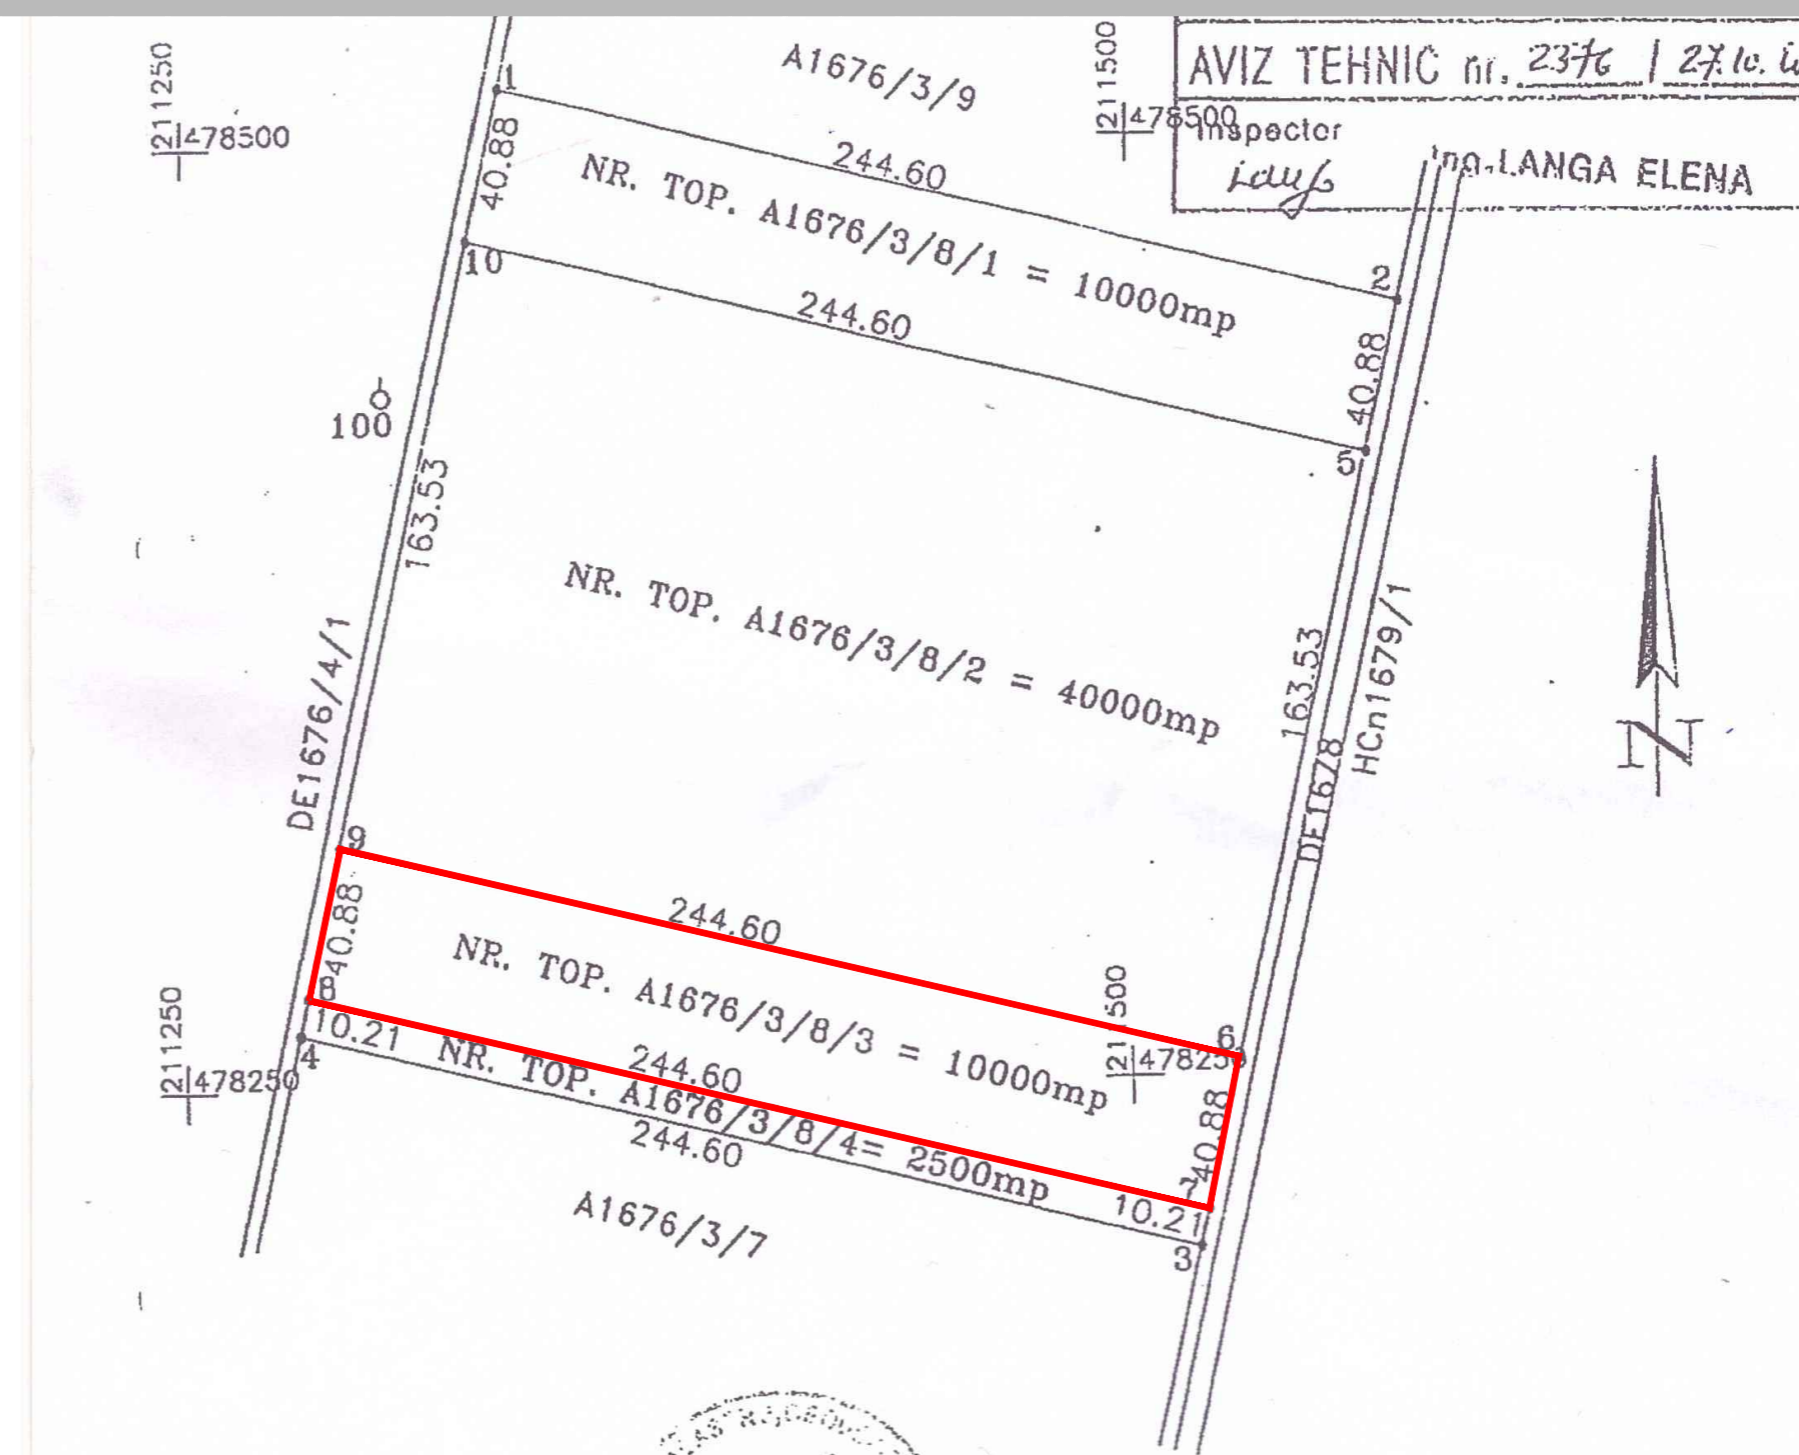 211250
478500
1
A1676/3/9
211500
478500
AVIZ TEHNIC nr. 2376 / 27.10.
Inspector
ing. LANGA ELENA
40.88
244.60
NR. TOP. A1676/3/8/1 = 10000mp
2
10
244.60
40.88
5
100
163.53
NR. TOP. A1676/3/8/2 = 40000mp
163.53
HCn1679/1
DE1676/4/1
DE1678
N
9
40.88
244.60
NR. TOP. A1676/3/8/3 = 10000mp
211500
478250
6
8
244.60
40.88
7
211250
478250
10.21
NR. TOP. A1676/3/8/4= 2500mp
10.21
4
244.60
3
A1676/3/7